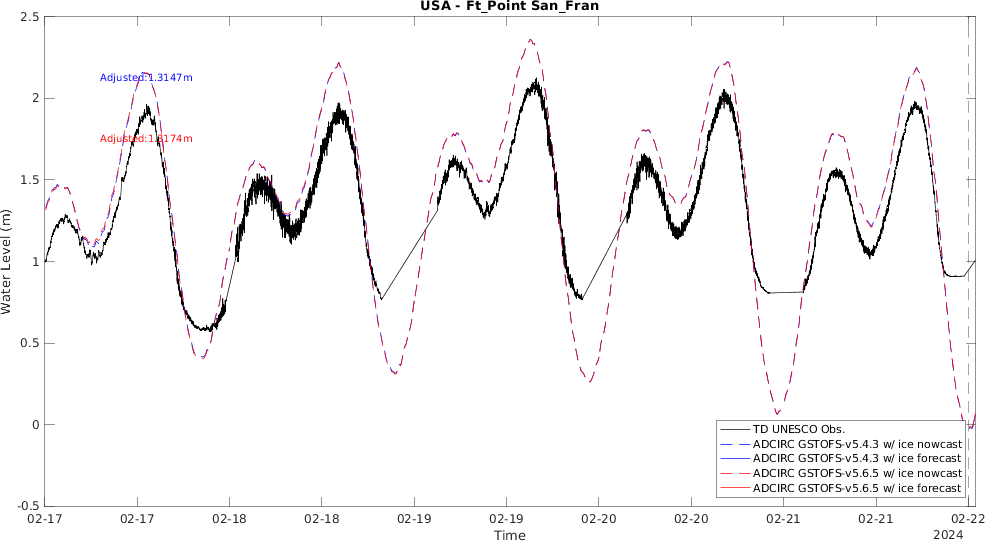 USA - Ft_Point San_Fran
2.5
2
1.5
1
0.5
0
-0.5
Water Level (m)
Adjusted:1.3147m
Adjusted:1.3174m
TD UNESCO Obs.
ADCIRC GSTOFS-v5.4.3 w/ ice nowcast
ADCIRC GSTOFS-v5.4.3 w/ ice forecast
ADCIRC GSTOFS-v5.6.5 w/ ice nowcast
ADCIRC GSTOFS-v5.6.5 w/ ice forecast
02-17 02-17 02-18 02-18 02-19 02-19 02-20 02-20 02-21 02-21 02-22
Time
2024